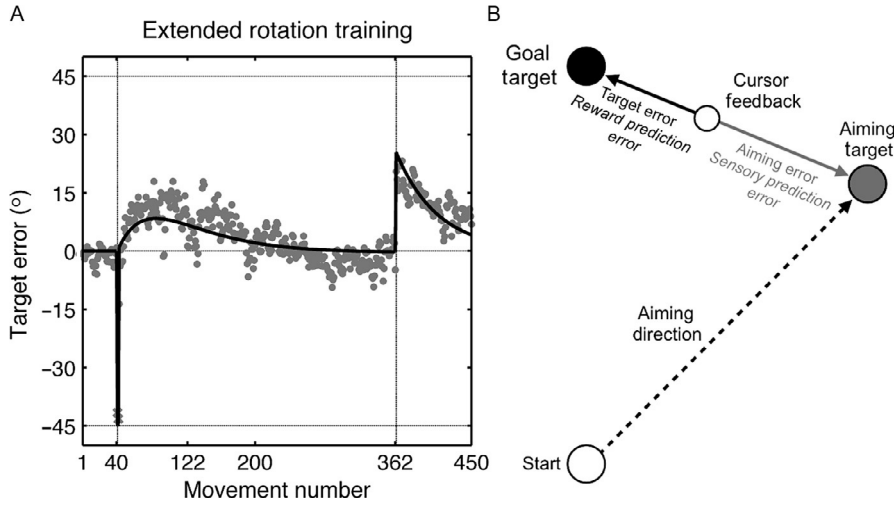 A
Extended rotation training
Target error (°)
45
30
15
0
−15
−30
−45
1
40
122
200
362
450
Movement number
B
Goal
target
Cursor
feedback
Target error
Reward prediction
error
Aiming
target
Aiming error
Sensory prediction
error
Aiming
direction
Start